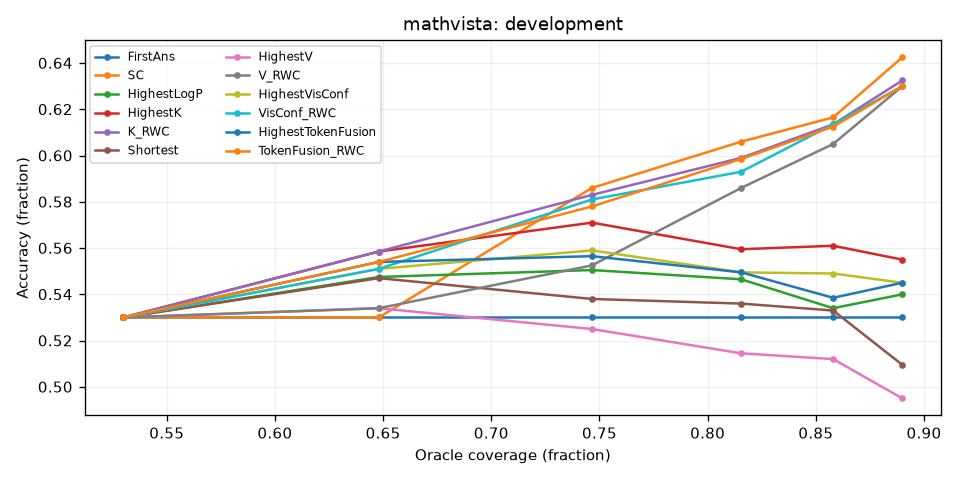 mathvista: development
FirstAns
SC
HighestLogP
HighestK
K_RWC
Shortest
HighestV
V_RWC
HighestVisConf
VisConf_RWC
HighestTokenFusion
TokenFusion_RWC
Accuracy (fraction)
0.64
0.62
0.60
0.58
0.56
0.54
0.52
0.50
0.55
0.60
0.65
0.70
0.75
0.80
0.85
0.90
Oracle coverage (fraction)